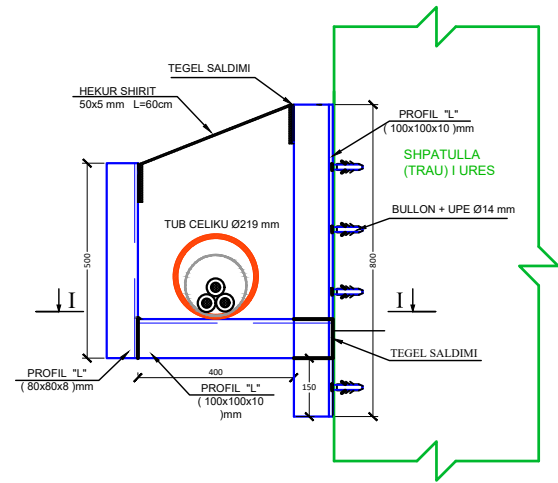 TEGEL SALDIMI
HEKUR SHIRIT
50x5 mm L=60cm
PROFIL "L"
( 100x100x10 )mm
SHPATULLA
(TRAU) I URES
BULLON + UPE Ø14 mm
TUB CELIKU Ø219 mm
500
800
I
I
TEGEL SALDIMI
PROFIL "L"
( 80x80x8 )mm
400
PROFIL "L"
( 100x100x10
)mm
150